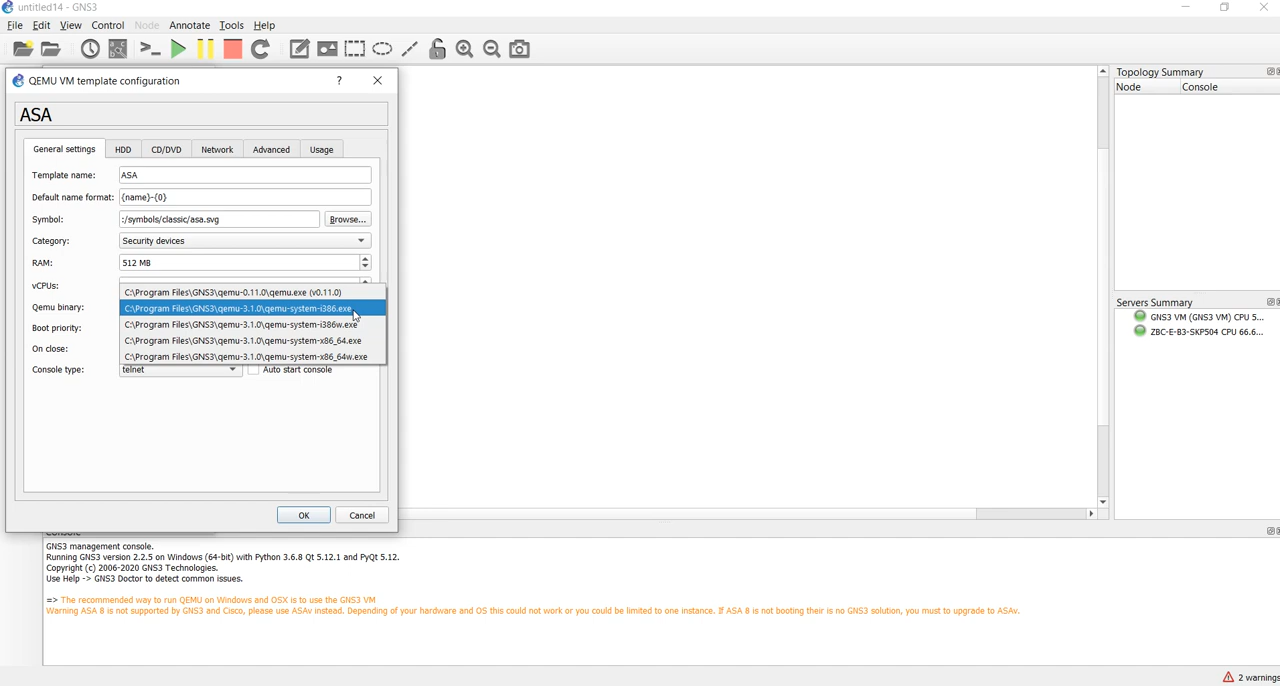 untitled14 - GNS3
File Edit View Control Node Annotate Tools Help
QEMU VM template configuration ?
ASA
General settings HDD CD/DVD Network Advanced Usage
Template name: ASA
Default name format: {name}-{0}
Symbol: :/symbols/classic/asa.svg Browse...
Category: Security devices
RAM: 512 MB
vCPUs:
C:\Program Files\GNS3\qemu-0.11.0\qemu.exe (v0.11.0)
Qemu binary: C:\Program Files\GNS3\qemu-3.1.0\qemu-system-i386.exe
C:\Program Files\GNS3\qemu-3.1.0\qemu-system-i386w.exe
Boot priority:
C:\Program Files\GNS3\qemu-3.1.0\qemu-system-x86_64.exe
On close:
C:\Program Files\GNS3\qemu-3.1.0\qemu-system-x86_64w.exe
Console type: telnet Auto start console
OK Cancel
Topology Summary
Node Console
Servers Summary
GNS3 VM (GNS3 VM) CPU 5...
ZBC-E-B3-SKP504 CPU 66.6...
Console
GNS3 management console.
Running GNS3 version 2.2.5 on Windows (64-bit) with Python 3.6.8 Qt 5.12.1 and PyQt 5.12.
Copyright (c) 2006-2020 GNS3 Technologies.
Use Help -> GNS3 Doctor to detect common issues.
=> The recommended way to run QEMU on Windows and OSX is to use the GNS3 VM
Warning ASA 8 is not supported by GNS3 and Cisco, please use ASAv instead. Depending of your hardware and OS this could not work or you could be limited to one instance. If ASA 8 is not booting their is no GNS3 solution, you must to upgrade to ASAv.
2 warnings